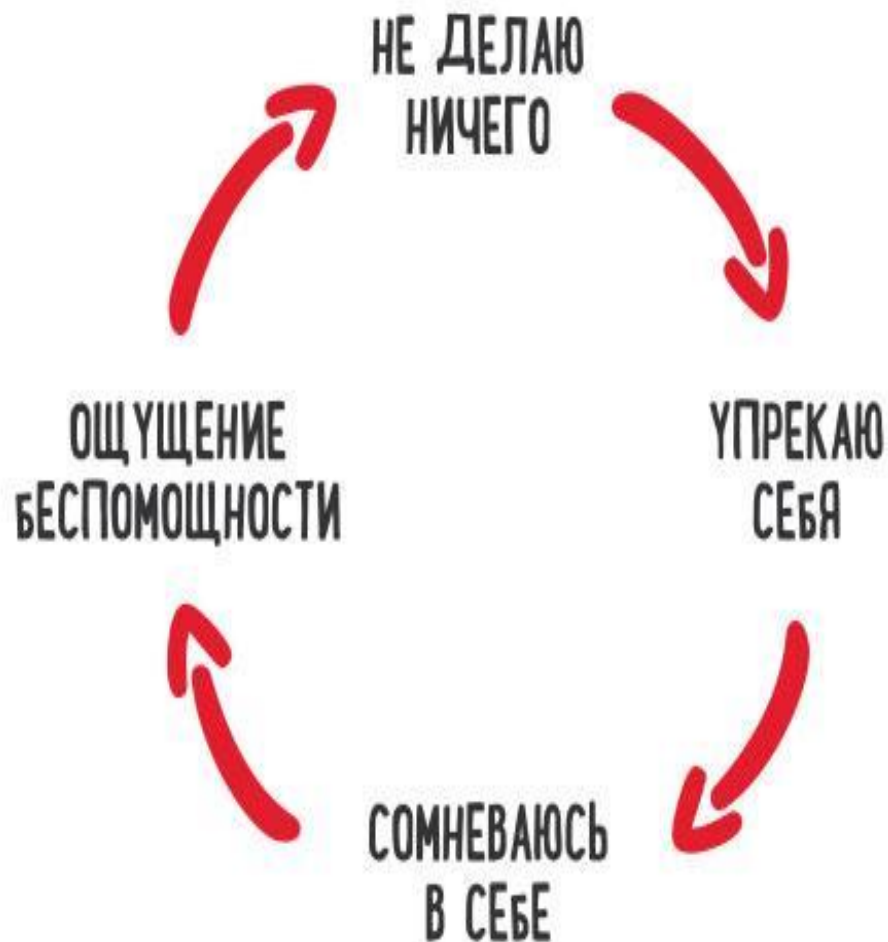 НЕ ДЕЛАЮ
НИЧЕГО
УПРЕКАЮ
СЕБЯ
СОМНЕВАЮСЬ
В СЕБЕ
ОЩУЩЕНИЕ
БЕСПОМОЩНОСТИ